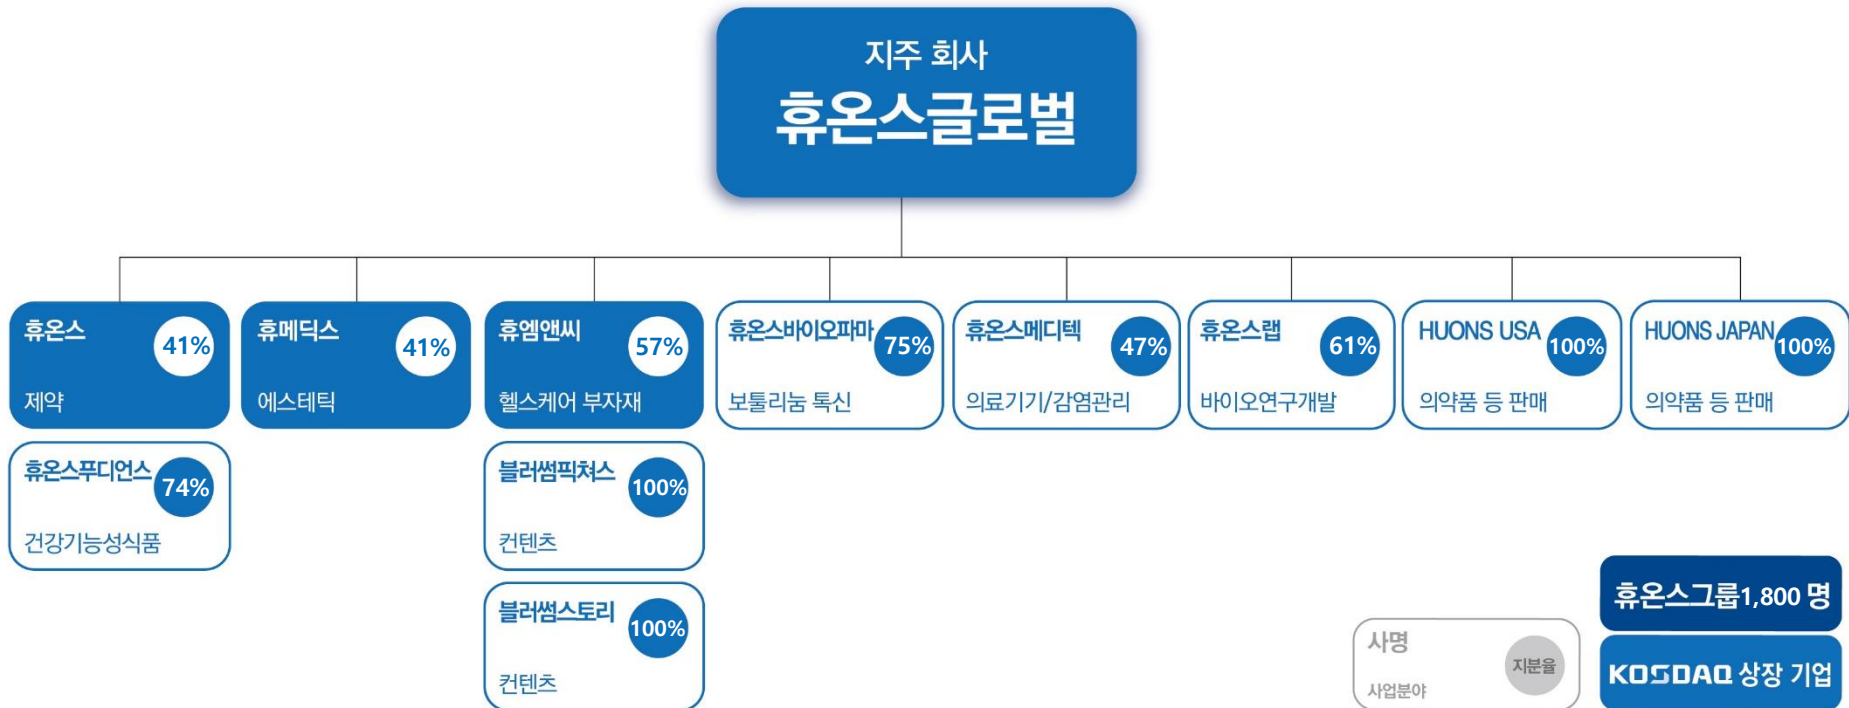 지주 회사
휴온스글로벌
휴온스
41%
제약
휴메딕스
41%
에스테틱
휴엠앤씨
57%
헬스케어 부자재
휴온스바이오파마
75%
보툴리눔 톡신
휴온스메디텍
47%
의료기기/감염관리
휴온스랩
61%
바이오연구개발
HUONS USA
100%
의약품 등 판매
HUONS JAPAN
100%
의약품 등 판매
휴온스푸디언스
74%
건강기능성식품
블러썸픽쳐스
100%
컨텐츠
블러썸스토리
100%
컨텐츠
사명
지분율
사업분야
휴온스그룹1,800 명
KOSDAQ 상장 기업